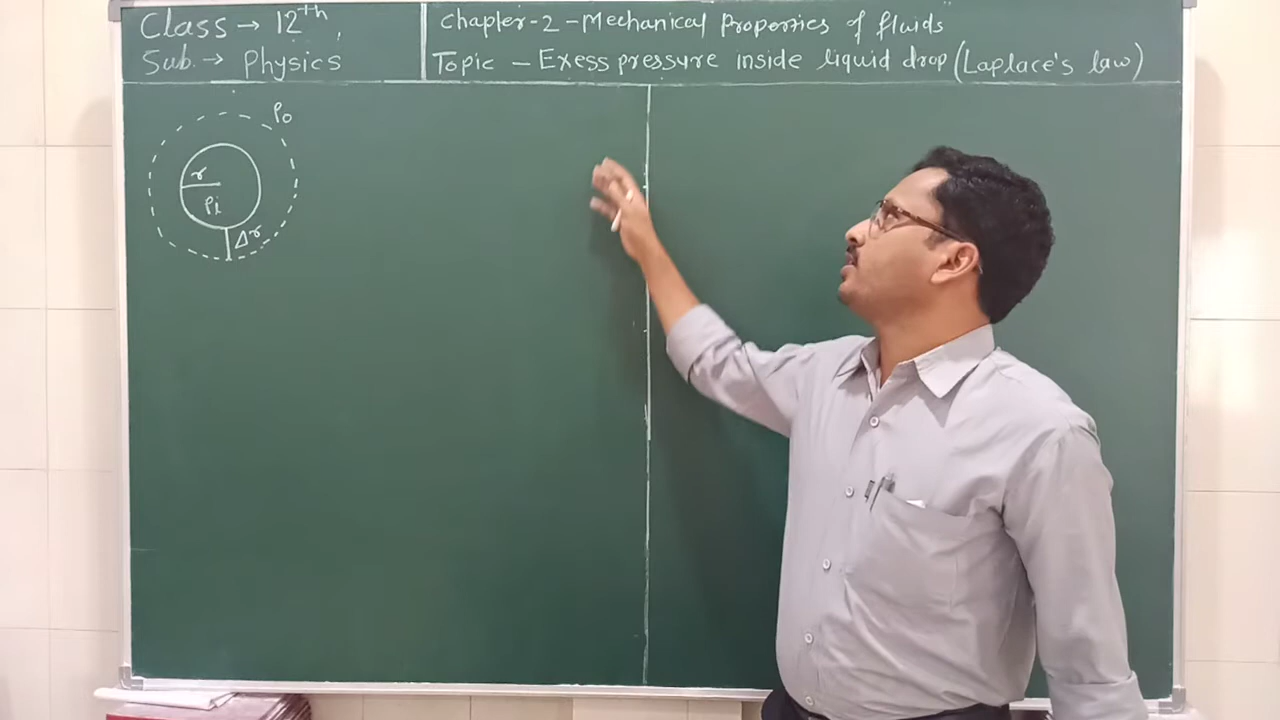 Class → 12th,
Sub. → Physics
Chapter-2 - Mechanical Properties of fluids
Topic - Exess pressure inside liquid drop (Laplace's law)
Po
r
Pi
Δr